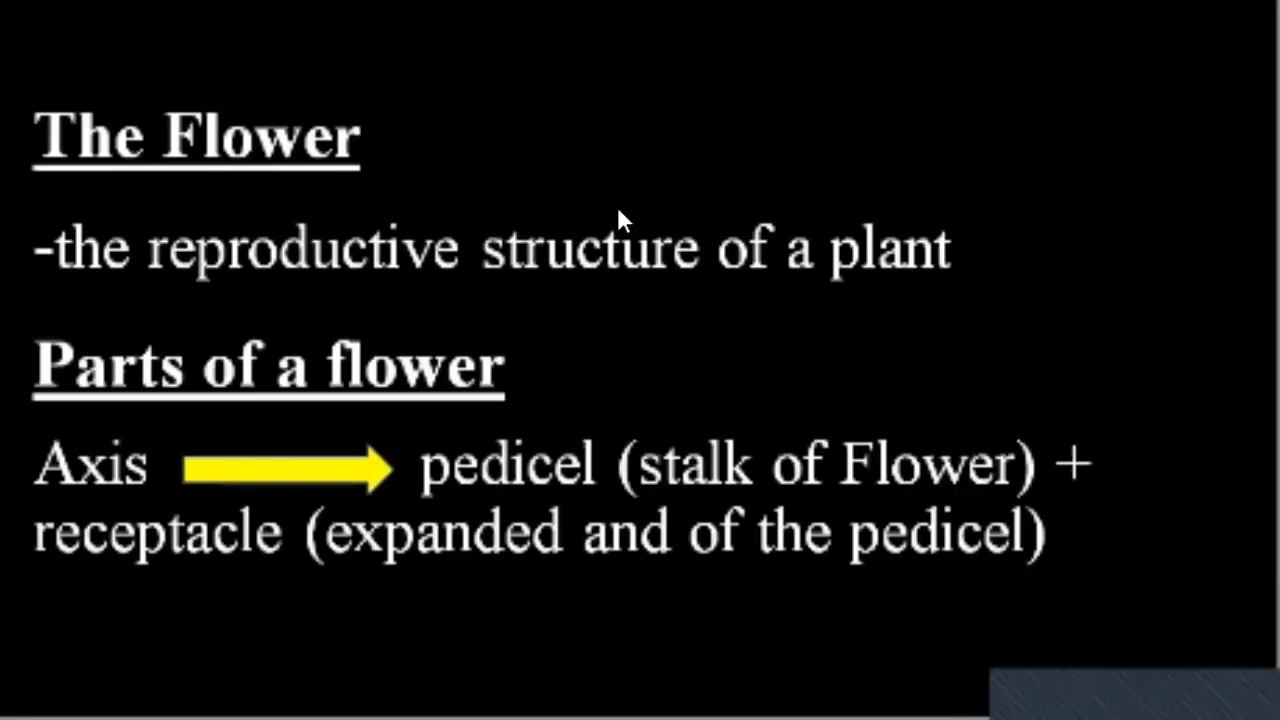 The Flower
-the reproductive structure of a plant
Parts of a flower
Axis pedicel (stalk of Flower) +
receptacle (expanded and of the pedicel)